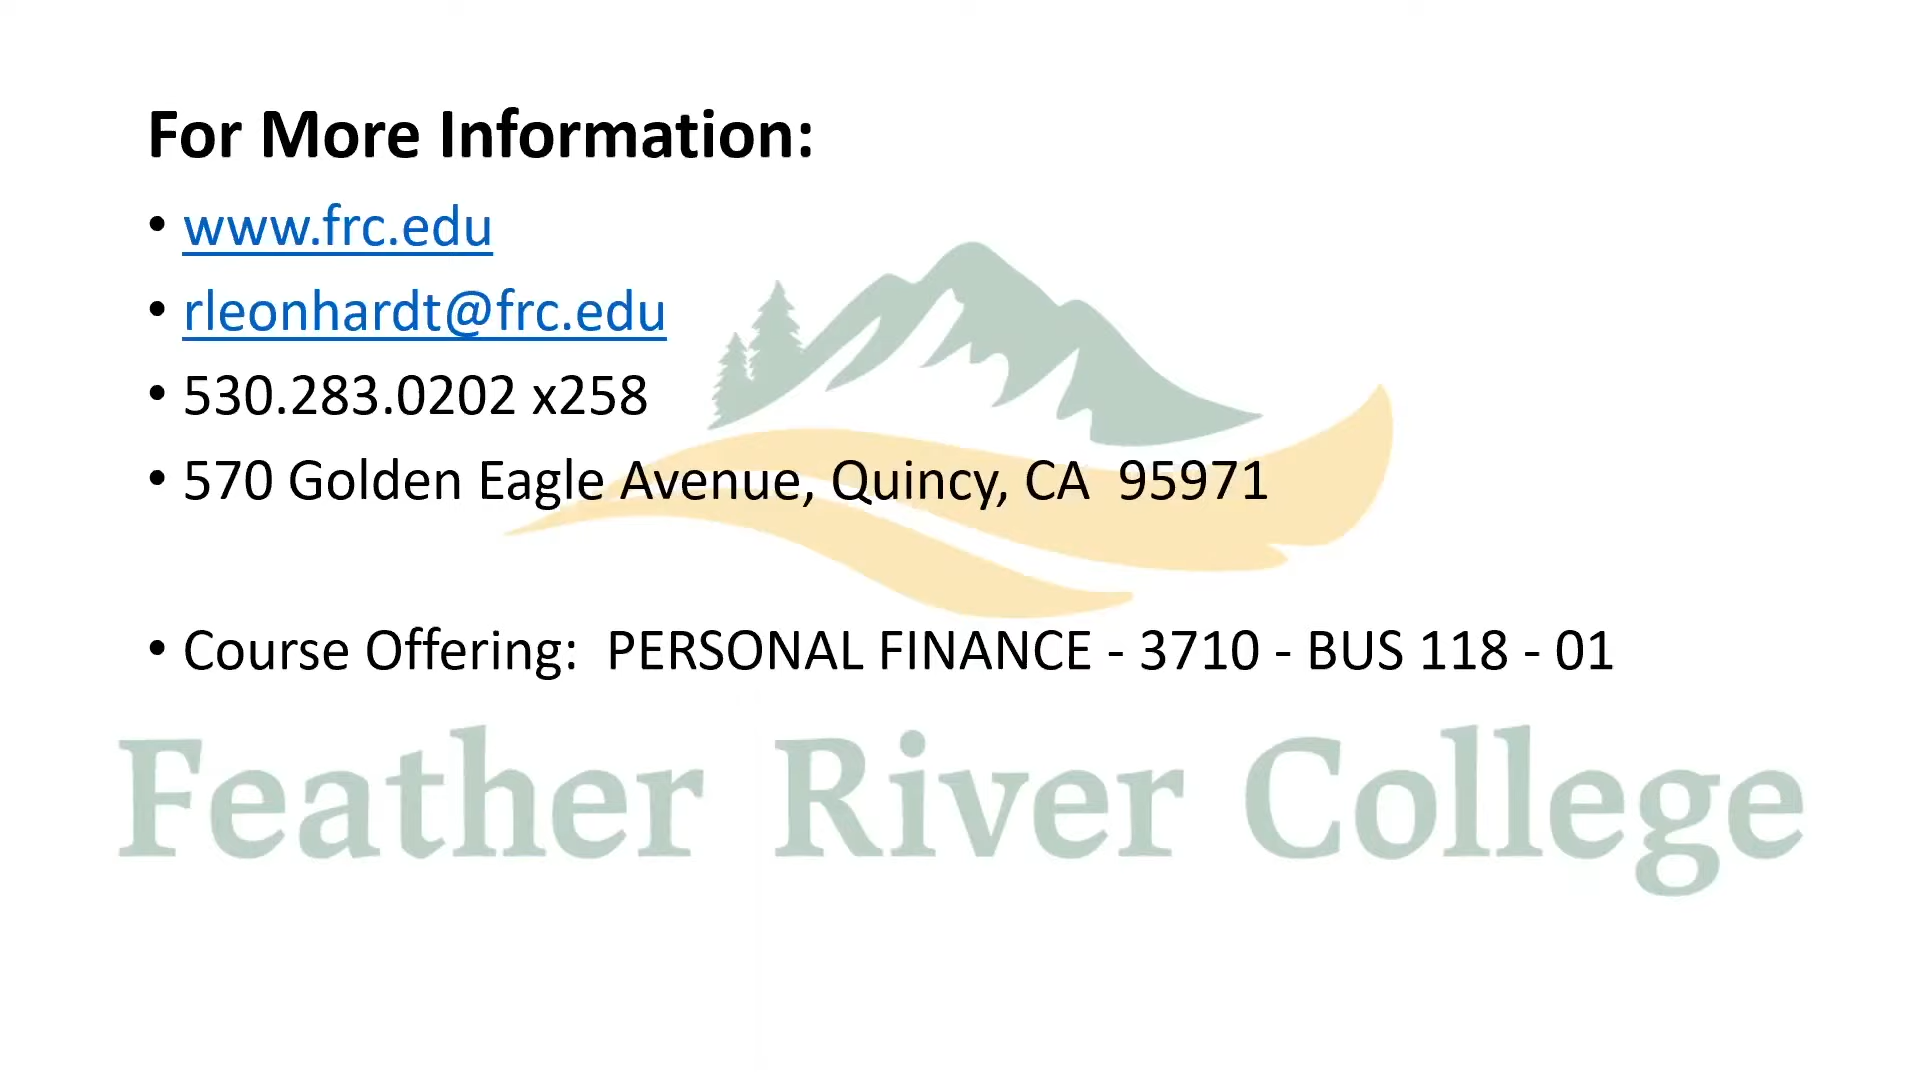 For More Information:
• www.frc.edu
• rleonhardt@frc.edu
• 530.283.0202 x258
• 570 Golden Eagle Avenue, Quincy, CA  95971
• Course Offering:  PERSONAL FINANCE - 3710 - BUS 118 - 01
Feather River College